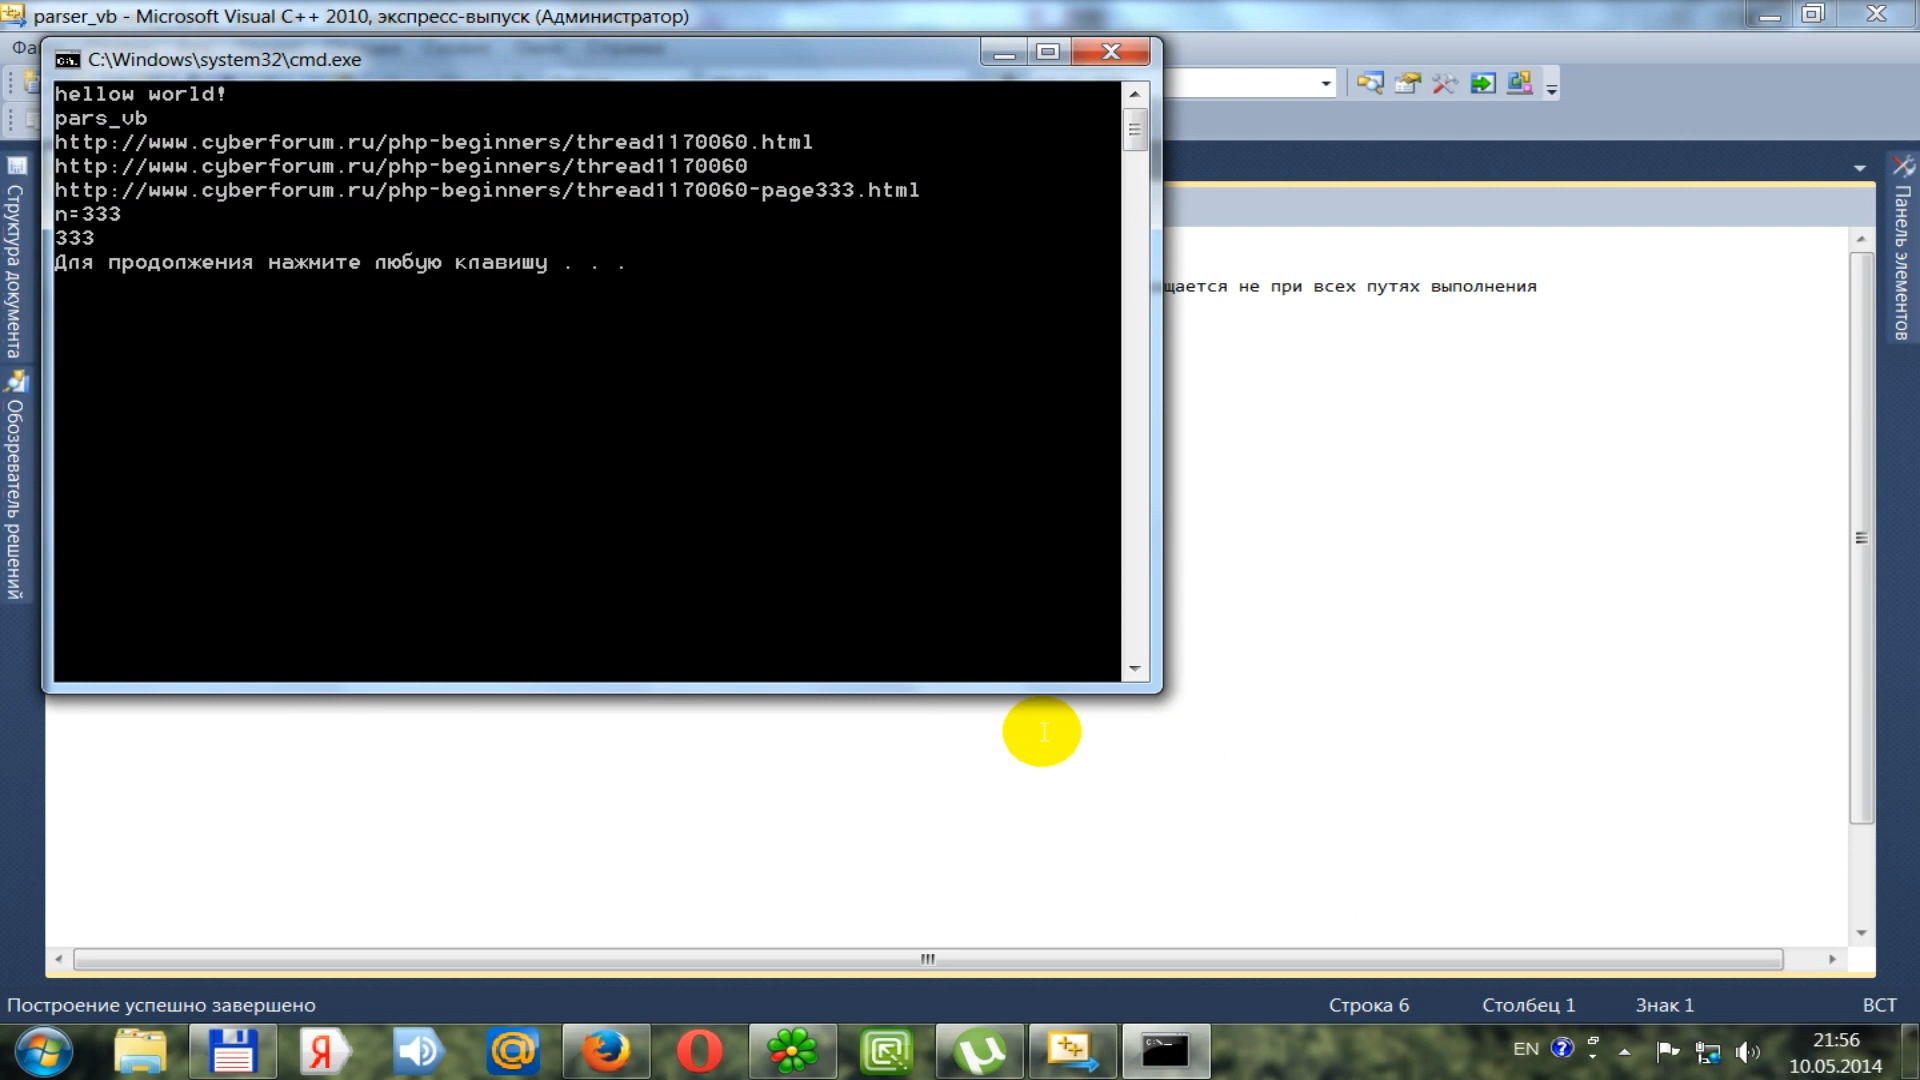 parser_vb - Microsoft Visual C++ 2010, экспресс-выпуск (Администратор)
C:\Windows\system32\cmd.exe
hellow world!
pars_vb
http://www.cyberforum.ru/php-beginners/thread1170060.html
http://www.cyberforum.ru/php-beginners/thread1170060
http://www.cyberforum.ru/php-beginners/thread1170060-page333.html
n=333
333
Для продолжения нажмите любую клавишу . . .
щается не при всех путях выполнения
Структура документа
Обозреватель решений
Панель элементов
Построение успешно завершено
Строка 6
Столбец 1
Знак 1
ВСТ
EN
21:56
10.05.2014